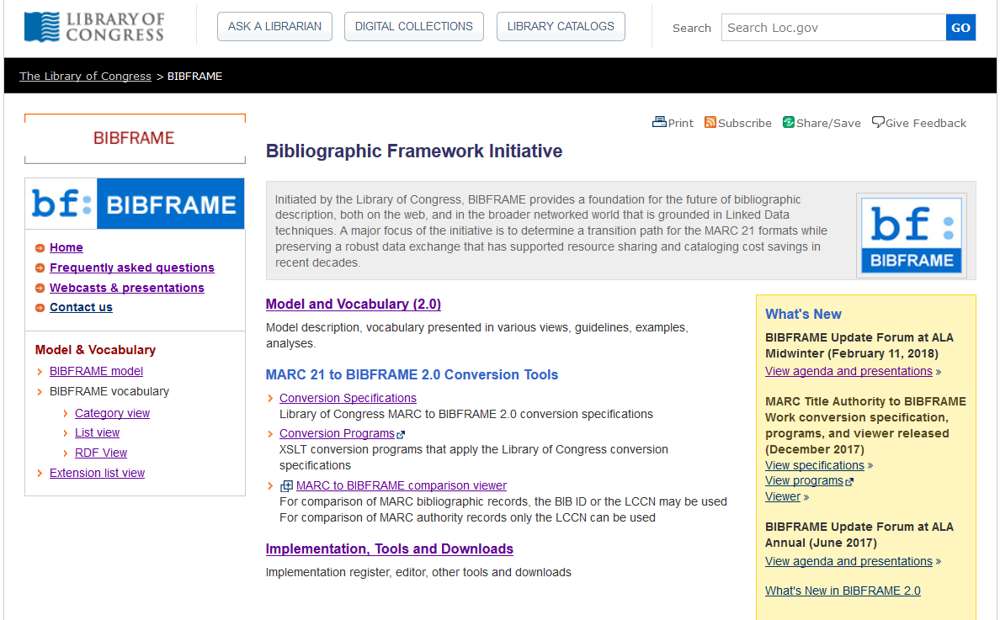 LIBRARY OF
CONGRESS
ASK A LIBRARIAN
DIGITAL COLLECTIONS
LIBRARY CATALOGS
Search
Search Loc.gov
GO
The Library of Congress > BIBFRAME
BIBFRAME
bf: BIBFRAME
Home
Frequently asked questions
Webcasts & presentations
Contact us
Model & Vocabulary
BIBFRAME model
BIBFRAME vocabulary
Category view
List view
RDF View
Extension list view
Print Subscribe Share/Save Give Feedback
Bibliographic Framework Initiative
Initiated by the Library of Congress, BIBFRAME provides a foundation for the future of bibliographic
description, both on the web, and in the broader networked world that is grounded in Linked Data
techniques. A major focus of the initiative is to determine a transition path for the MARC 21 formats while
preserving a robust data exchange that has supported resource sharing and cataloging cost savings in
recent decades.
bf:
BIBFRAME
Model and Vocabulary (2.0)
Model description, vocabulary presented in various views, guidelines, examples,
analyses.
MARC 21 to BIBFRAME 2.0 Conversion Tools
Conversion Specifications
Library of Congress MARC to BIBFRAME 2.0 conversion specifications
Conversion Programs
XSLT conversion programs that apply the Library of Congress conversion
specifications
MARC to BIBFRAME comparison viewer
For comparison of MARC bibliographic records, the BIB ID or the LCCN may be used
For comparison of MARC authority records only the LCCN can be used
Implementation, Tools and Downloads
Implementation register, editor, other tools and downloads
What's New
BIBFRAME Update Forum at ALA
Midwinter (February 11, 2018)
View agenda and presentations »
MARC Title Authority to BIBFRAME
Work conversion specification,
programs, and viewer released
(December 2017)
View specifications »
View programs
Viewer »
BIBFRAME Update Forum at ALA
Annual (June 2017)
View agenda and presentations »
What's New in BIBFRAME 2.0